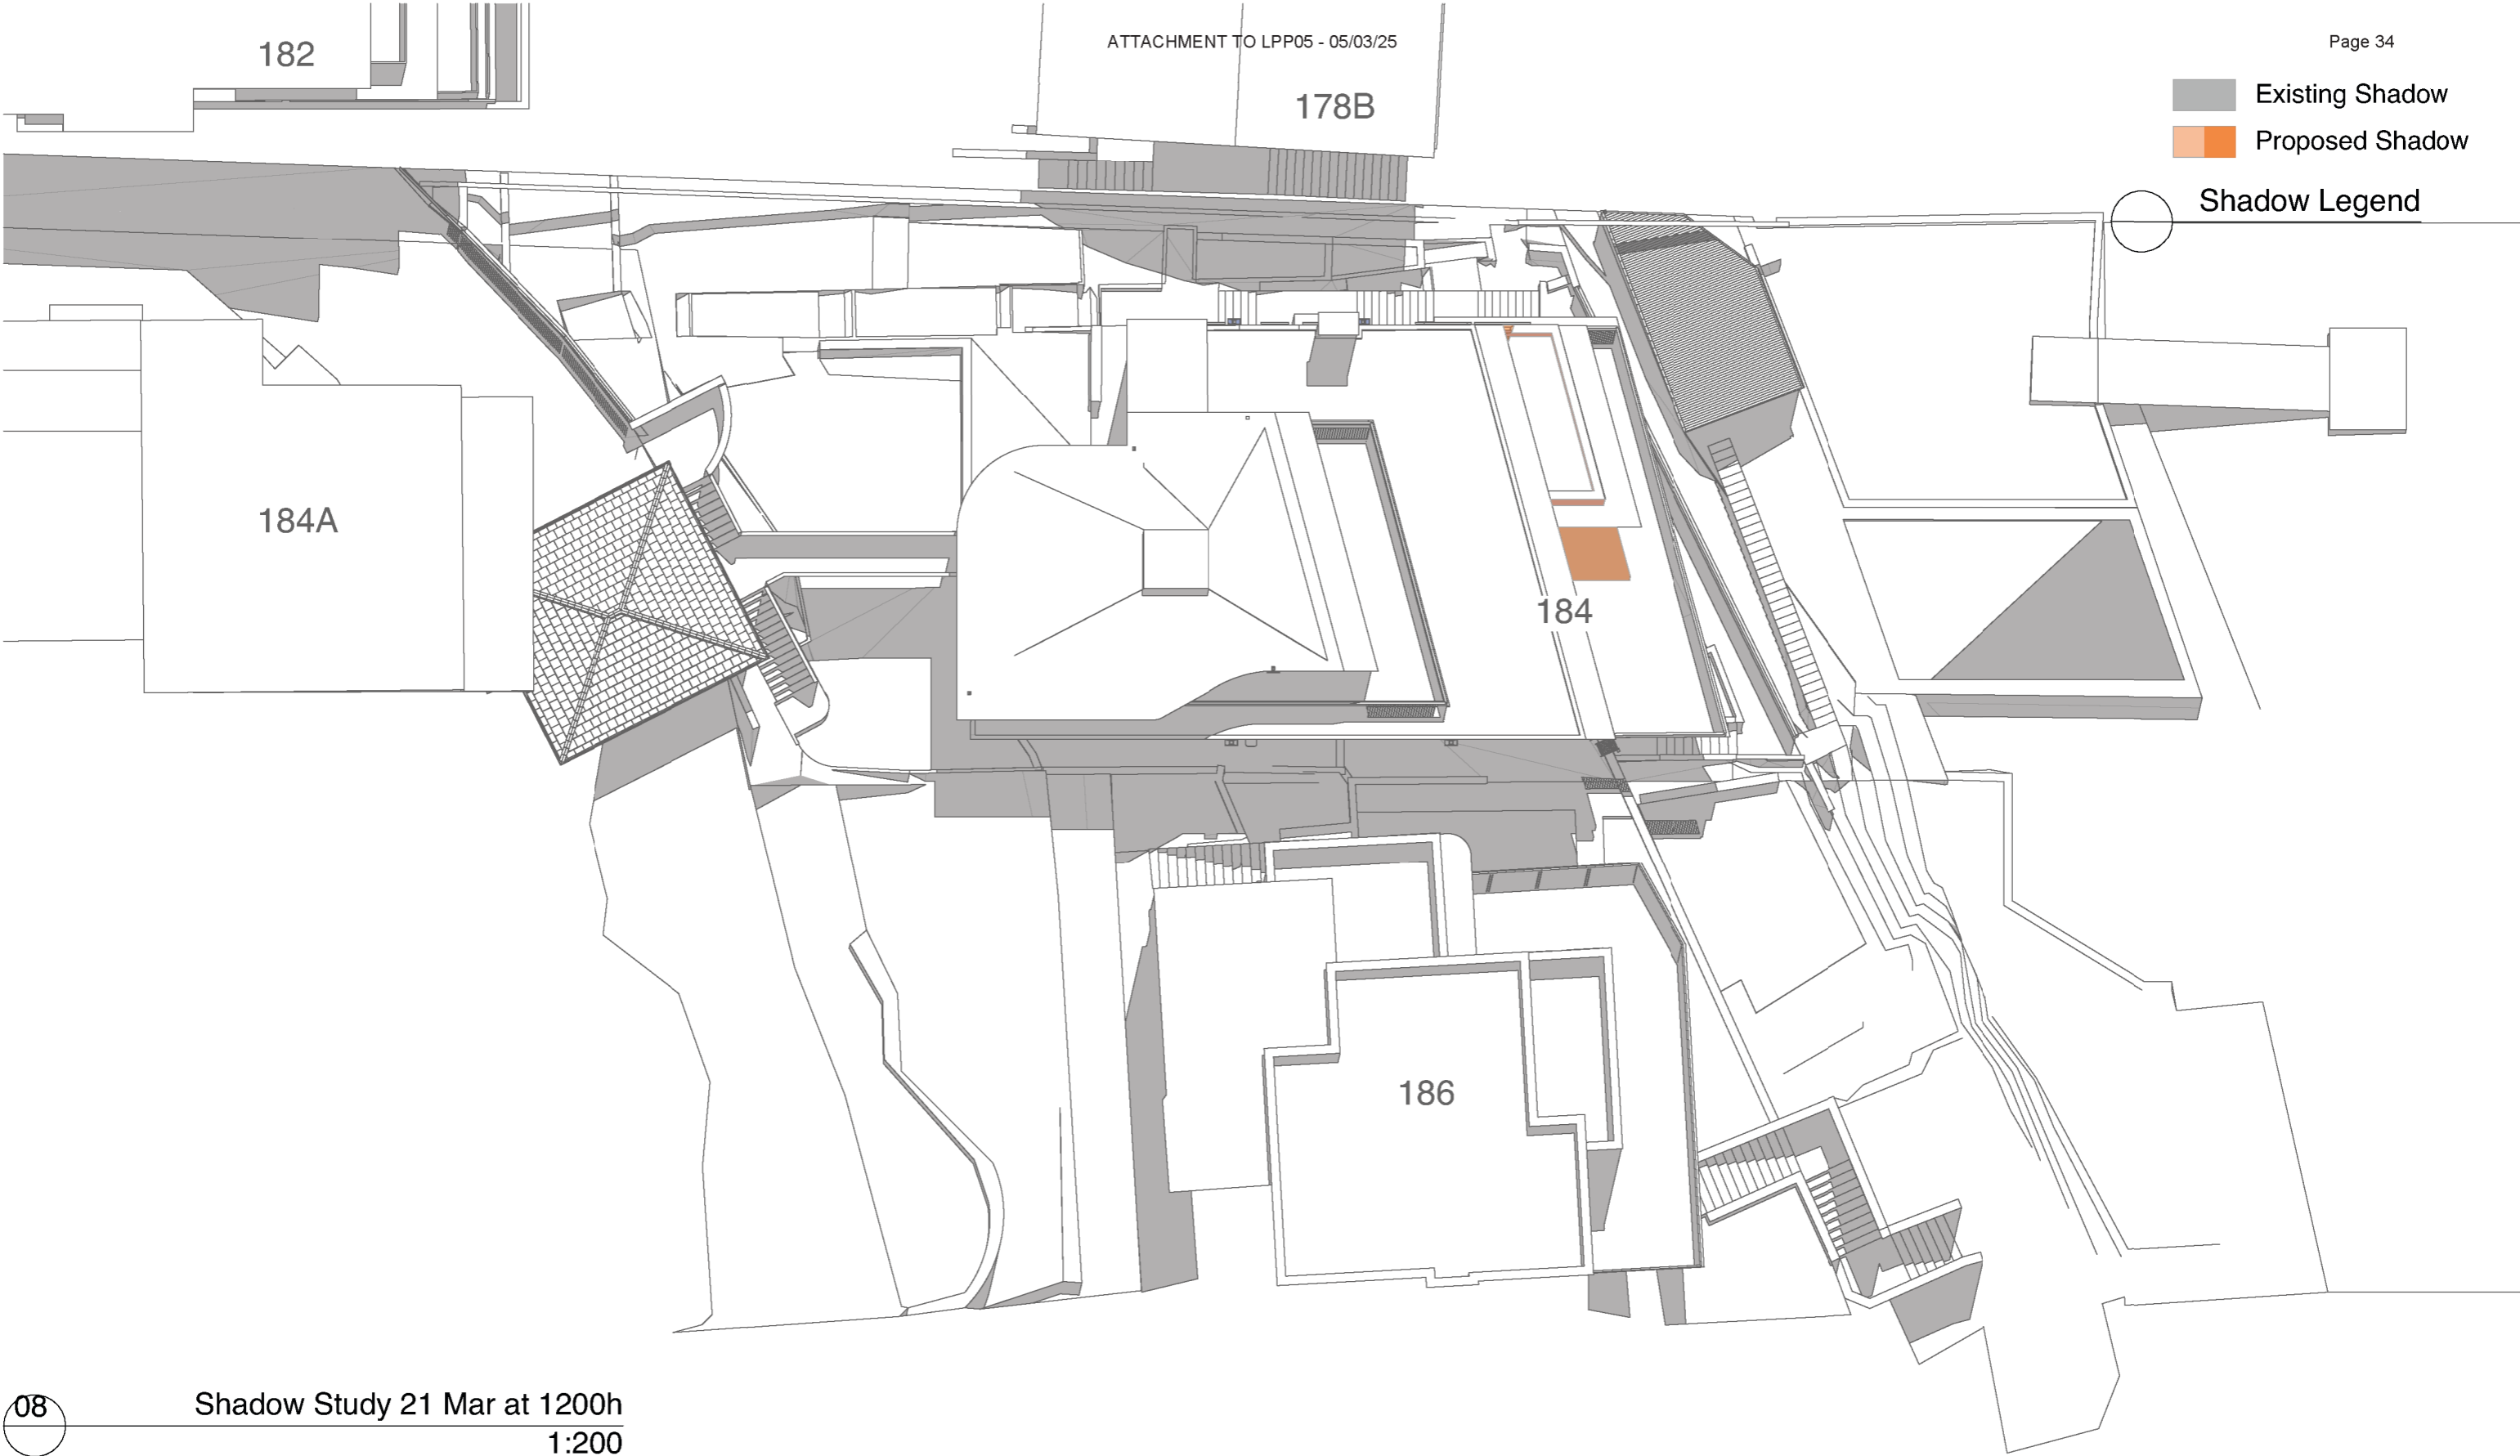 ATTACHMENT TO LPP05 - 05/03/25
Page 34
182
178B
Existing Shadow
Proposed Shadow
Shadow Legend
184A
184
186
08
Shadow Study 21 Mar at 1200h
1:200